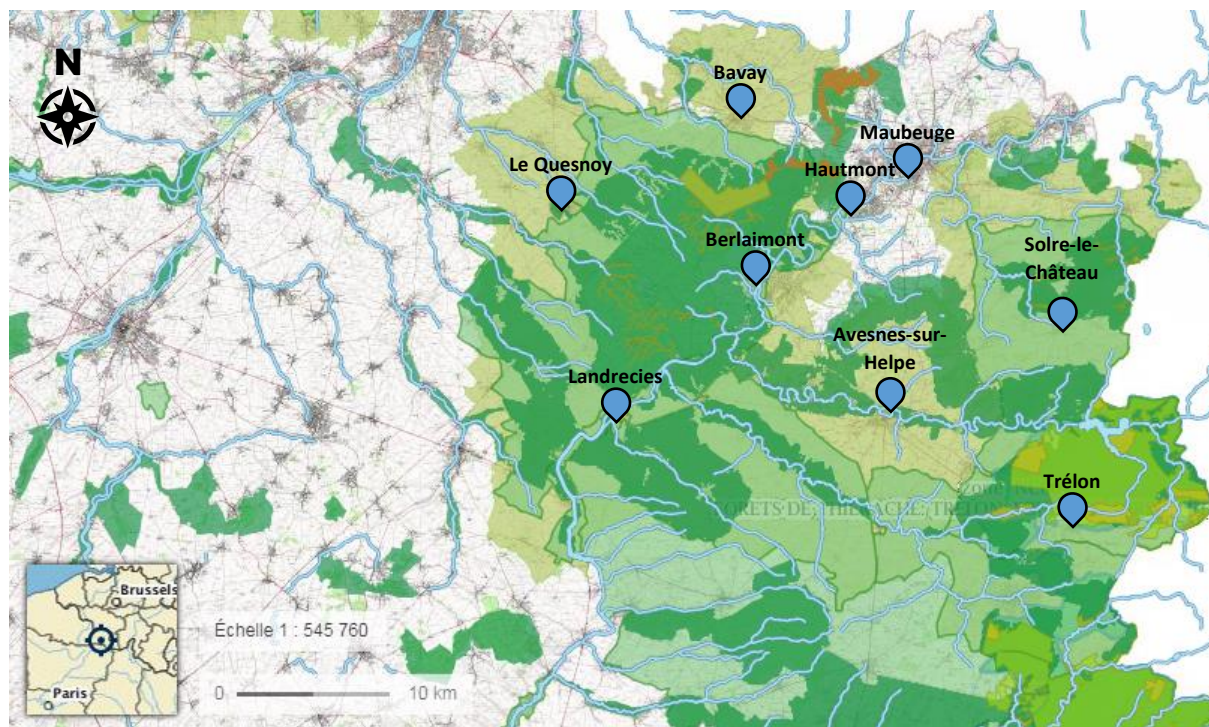 N
Bavay
Maubeuge
Le Quesnoy
Hautmont
Berlaimont
Solre-le-
Château
Avesnes-sur-
Helpe
Landrecies
Trélon
Brussels
Paris
Échelle 1 : 545 760
0 10 km